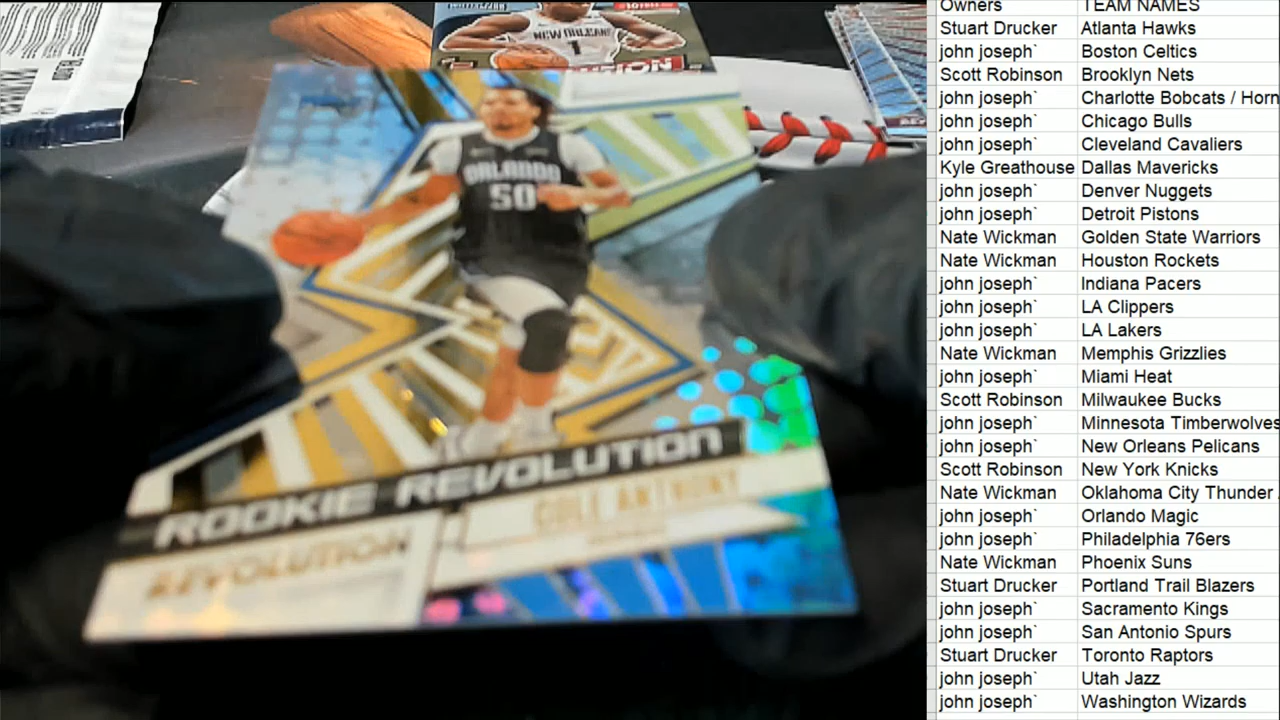 NEW ORLEANS
1
ORLANDO
50
ROOKIE REVOLUTION
COLE ANTHONY
REVOLUTION
Owners TEAM NAMES
Stuart Drucker Atlanta Hawks
john joseph` Boston Celtics
Scott Robinson Brooklyn Nets
john joseph` Charlotte Bobcats / Horn
john joseph` Chicago Bulls
john joseph` Cleveland Cavaliers
Kyle Greathouse Dallas Mavericks
john joseph` Denver Nuggets
john joseph` Detroit Pistons
Nate Wickman Golden State Warriors
Nate Wickman Houston Rockets
john joseph` Indiana Pacers
john joseph` LA Clippers
john joseph` LA Lakers
Nate Wickman Memphis Grizzlies
john joseph` Miami Heat
Scott Robinson Milwaukee Bucks
john joseph` Minnesota Timberwolves
john joseph` New Orleans Pelicans
Scott Robinson New York Knicks
Nate Wickman Oklahoma City Thunder
john joseph` Orlando Magic
john joseph` Philadelphia 76ers
Nate Wickman Phoenix Suns
Stuart Drucker Portland Trail Blazers
john joseph` Sacramento Kings
john joseph` San Antonio Spurs
Stuart Drucker Toronto Raptors
john joseph` Utah Jazz
john joseph` Washington Wizards